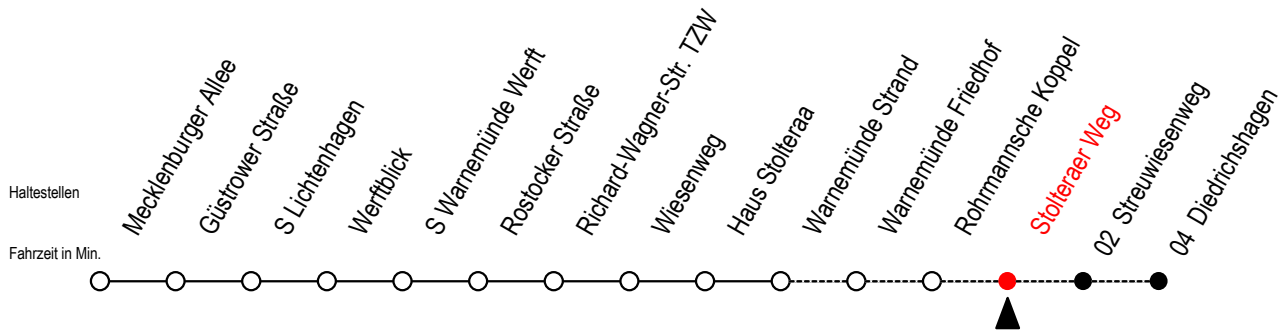 Haltestellen
Fahrzeit in Min.
Mecklenburger Allee
Güstrower Straße
S Lichtenhagen
Werftblick
S Warnemünde Werft
Rostocker Straße
Richard-Wagner-Str. TZW
Wiesenweg
Haus Stolteraa
Warnemünde Strand
Warnemünde Friedhof
Rohrmannsche Koppel
Stolteraer Weg
02 Streuwiesenweg
04 Diedrichshagen